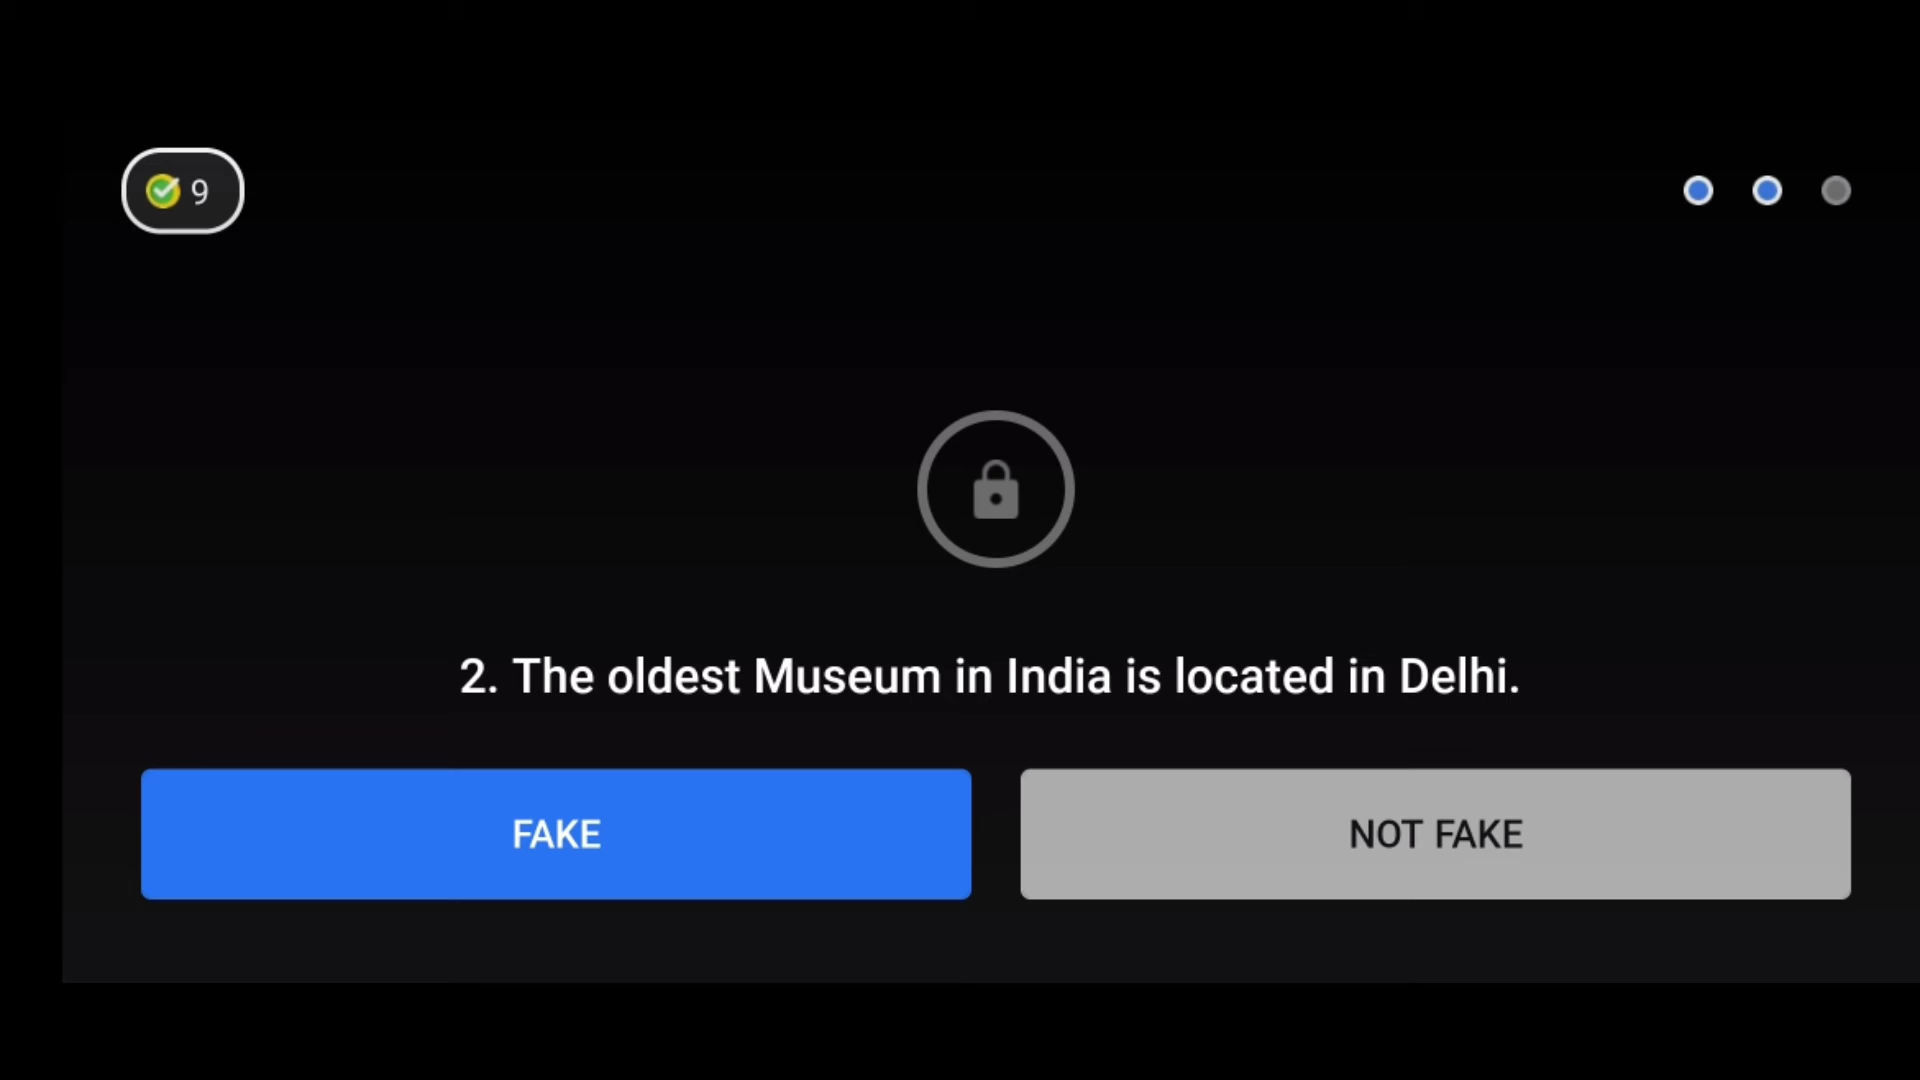 9
2. The oldest Museum in India is located in Delhi.
FAKE
NOT FAKE